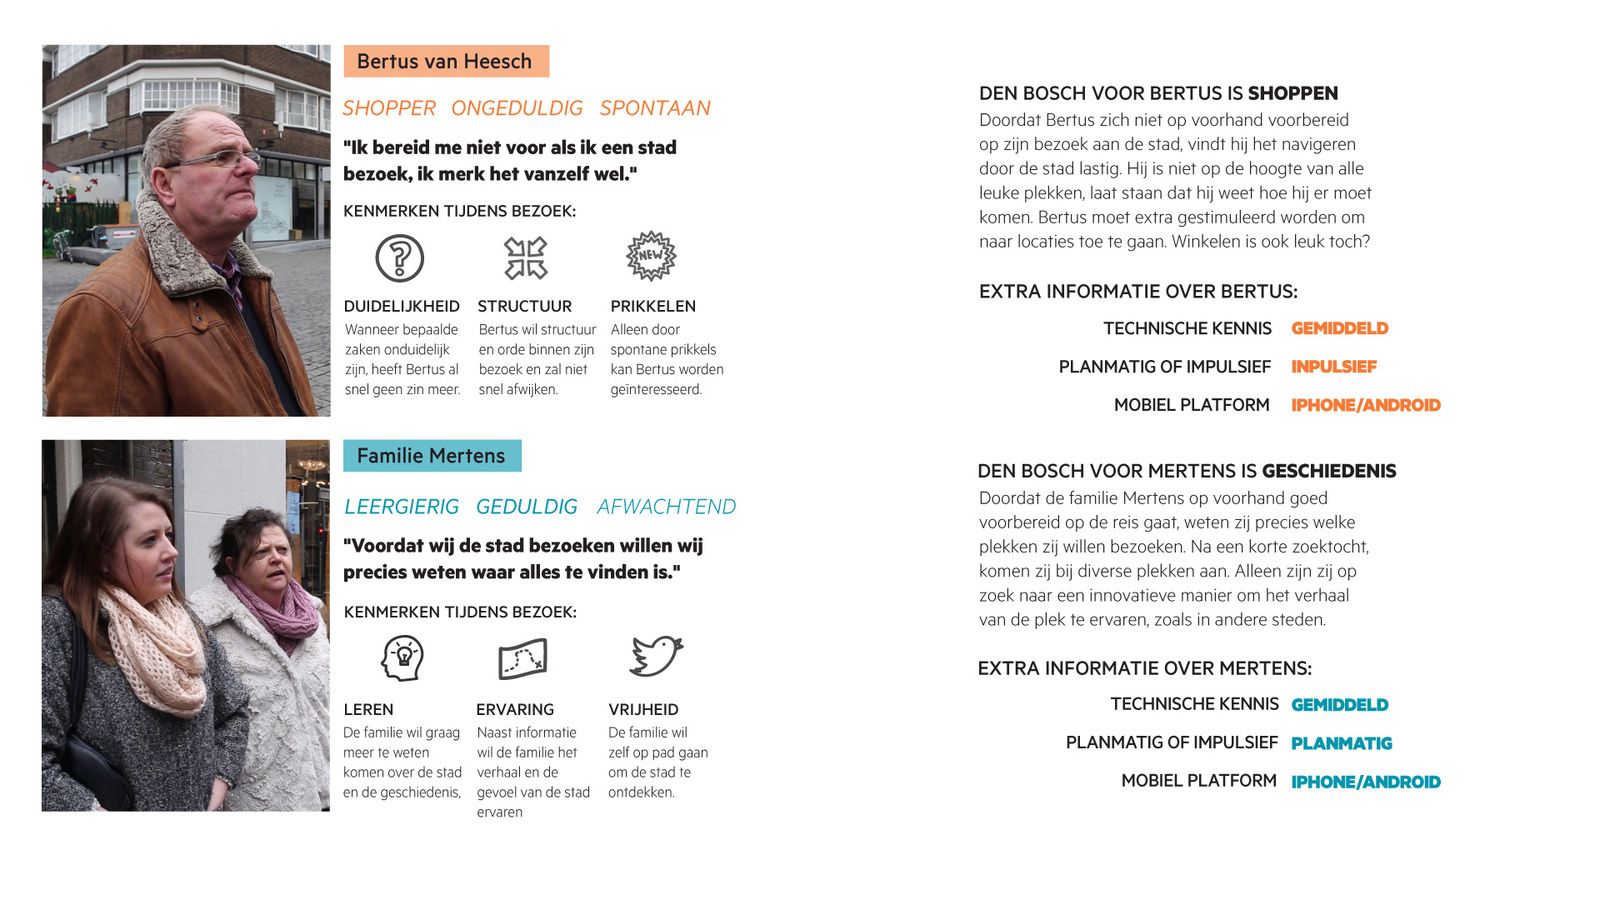 Bertus van Heesch
SHOPPER ONGEDULDIG SPONTAAN
"Ik bereid me niet voor als ik een stad
bezoek, ik merk het vanzelf wel."
KENMERKEN TIJDENS BEZOEK:
NEW
DUIDELIJKHEID
Wanneer bepaalde
zaken onduidelijk
zijn, heeft Bertus al
snel geen zin meer.
STRUCTUUR
Bertus wil structuur
en orde binnen zijn
bezoek en zal niet
snel afwijken.
PRIKKELEN
Alleen door
spontane prikkels
kan Bertus worden
geïnteresseerd.
DEN BOSCH VOOR BERTUS IS SHOPPEN
Doordat Bertus zich niet op voorhand voorbereid
op zijn bezoek aan de stad, vindt hij het navigeren
door de stad lastig. Hij is niet op de hoogte van alle
leuke plekken, laat staan dat hij weet hoe hij er moet
komen. Bertus moet extra gestimuleerd worden om
naar locaties toe te gaan. Winkelen is ook leuk toch?
EXTRA INFORMATIE OVER BERTUS:
TECHNISCHE KENNIS GEMIDDELD
PLANMATIG OF IMPULSIEF INPULSIEF
MOBIEL PLATFORM IPHONE/ANDROID
Familie Mertens
LEERGIERIG GEDULDIG AFWACHTEND
"Voordat wij de stad bezoeken willen wij
precies weten waar alles te vinden is."
KENMERKEN TIJDENS BEZOEK:
LEREN
De familie wil graag
meer te weten
komen over de stad
en de geschiedenis,
ERVARING
Naast informatie
wil de familie het
verhaal en de
gevoel van de stad
ervaren
VRIJHEID
De familie wil
zelf op pad gaan
om de stad te
ontdekken.
DEN BOSCH VOOR MERTENS IS GESCHIEDENIS
Doordat de familie Mertens op voorhand goed
voorbereid op de reis gaat, weten zij precies welke
plekken zij willen bezoeken. Na een korte zoektocht,
komen zij bij diverse plekken aan. Alleen zijn zij op
zoek naar een innovatieve manier om het verhaal
van de plek te ervaren, zoals in andere steden.
EXTRA INFORMATIE OVER MERTENS:
TECHNISCHE KENNIS GEMIDDELD
PLANMATIG OF IMPULSIEF PLANMATIG
MOBIEL PLATFORM IPHONE/ANDROID